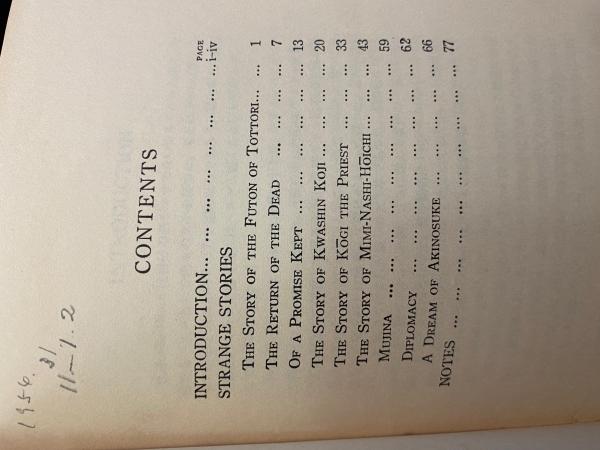 1956.
8/
11-1.2
CONTENTS
PAGE
INTRODUCTION... ... ... ... ... ... ... ... ... i-iv
STRANGE STORIES
THE STORY OF THE FUTON OF TOTTORI... ... 1
THE RETURN OF THE DEAD ... ... ... ... ... 7
OF A PROMISE KEPT ... ... ... ... ... ... 13
THE STORY OF KWASHIN KOJI ... ... ... ... 20
THE STORY OF KŌGI THE PRIEST ... ... ... 33
THE STORY OF MIMI-NASHI-HŌICHI ... ... ... 43
MUJINA ... ... ... ... ... ... ... ... ... 59
DIPLOMACY ... ... ... ... ... ... ... ... 62
A DREAM OF AKINOSUKE ... ... ... ... ... 66
NOTES ... ... ... ... ... ... ... ... ... ... 77